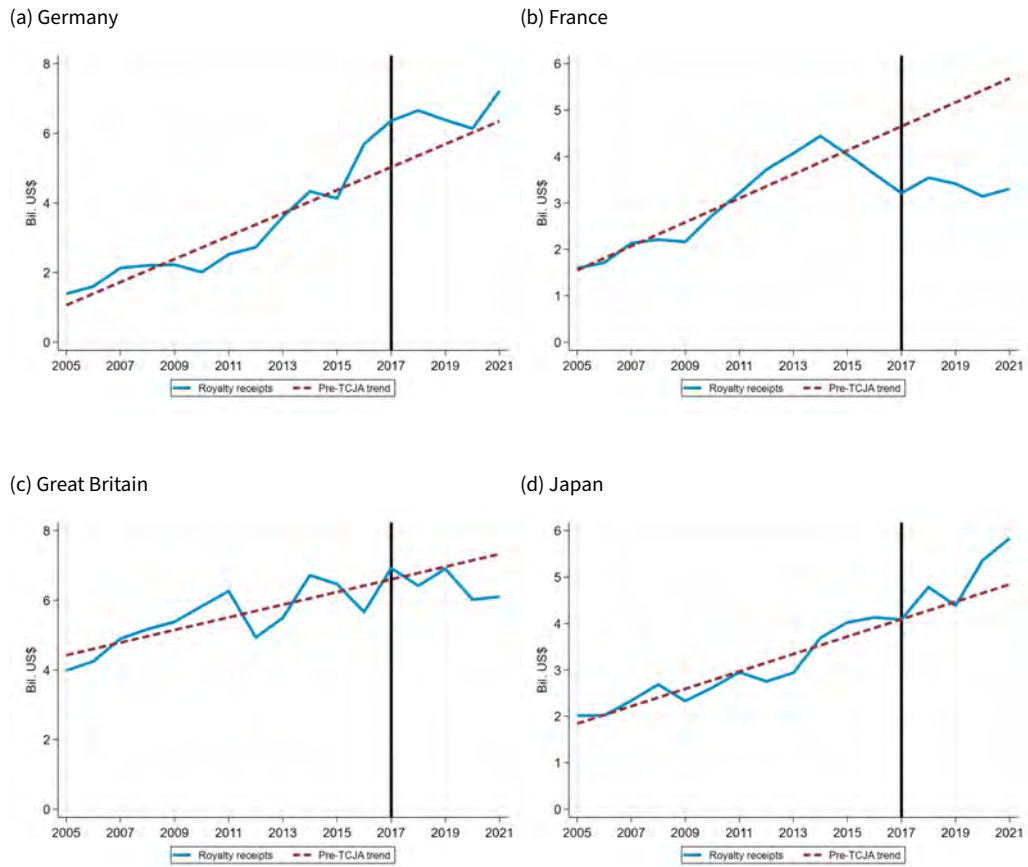 (a) Germany
Bil. US$
8
6
4
2
0
2005 2007 2009 2011 2013 2015 2017 2019 2021
Royalty receipts Pre-TCJA trend
(b) France
Bil. US$
6
5
4
3
2
1
0
2005 2007 2009 2011 2013 2015 2017 2019 2021
Royalty receipts Pre-TCJA trend
(c) Great Britain
Bil. US$
8
6
4
2
0
2005 2007 2009 2011 2013 2015 2017 2019 2021
Royalty receipts Pre-TCJA trend
(d) Japan
Bil. US$
6
5
4
3
2
1
0
2005 2007 2009 2011 2013 2015 2017 2019 2021
Royalty receipts Pre-TCJA trend